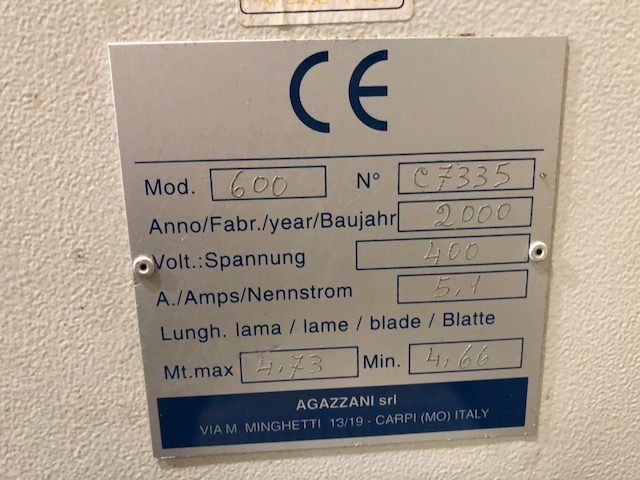 CE
Mod. 600 N° C7335
Anno/Fabr./year/Baujahr 2000
Volt.:Spannung 400
A./Amps/Nennstrom 5,1
Lungh. lama / lame / blade / Blatte
Mt.max 4,73 Min. 4,66
AGAZZANI srl
VIA M. MINGHETTI 13/19 - CARPI (MO) ITALY